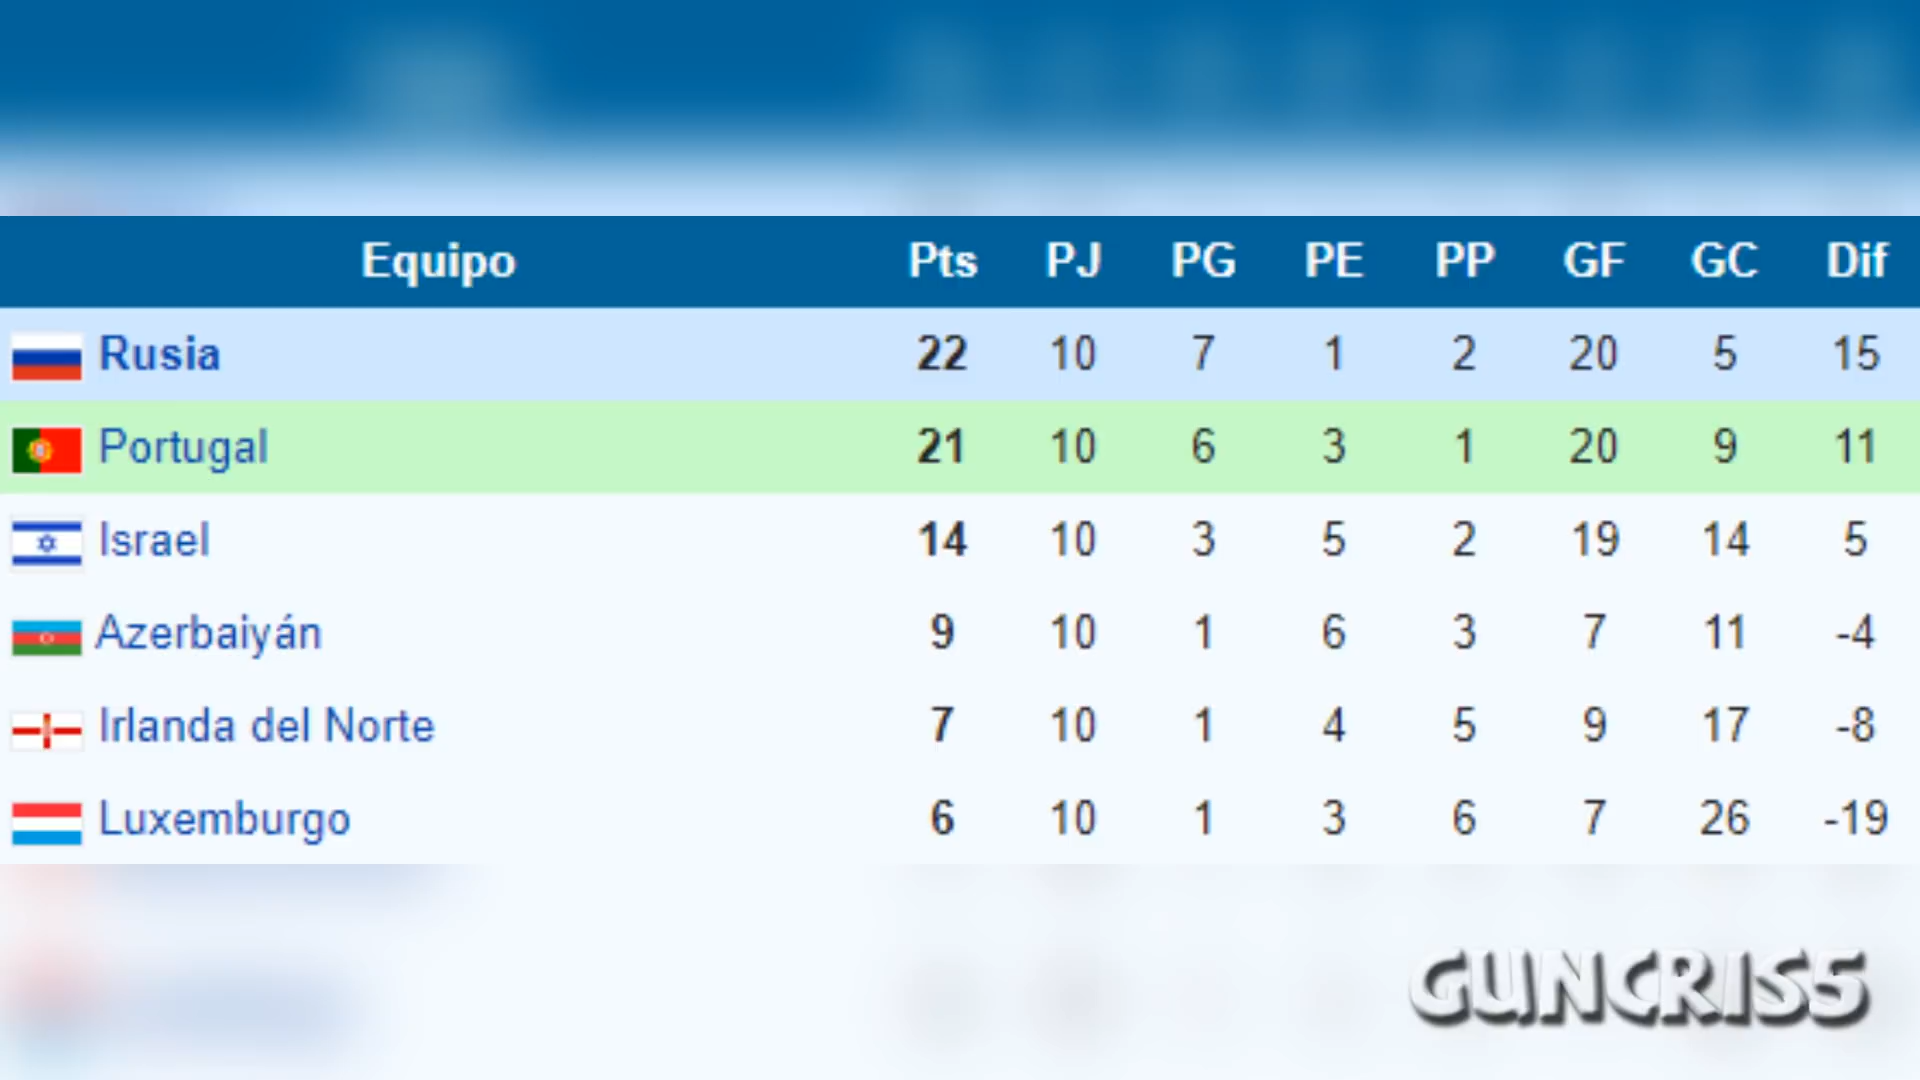 Equipo Pts PJ PG PE PP GF GC Dif
Rusia 22 10 7 1 2 20 5 15
Portugal 21 10 6 3 1 20 9 11
Israel 14 10 3 5 2 19 14 5
Azerbaiyán 9 10 1 6 3 7 11 -4
Irlanda del Norte 7 10 1 4 5 9 17 -8
Luxemburgo 6 10 1 3 6 7 26 -19
GUNCRIS5